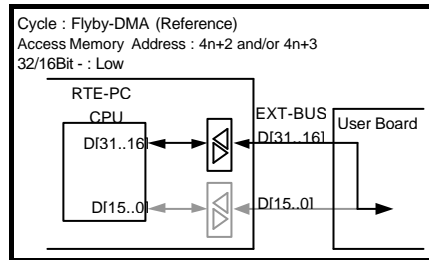 Cycle : Flyby-DMA (Reference)
Access Memory Address : 4n+2 and/or 4n+3
32/16Bit - : Low
RTE-PC
CPU
EXT-BUS
User Board
D[31..16]
D[31..16]
D[15..0]
D[15..0]